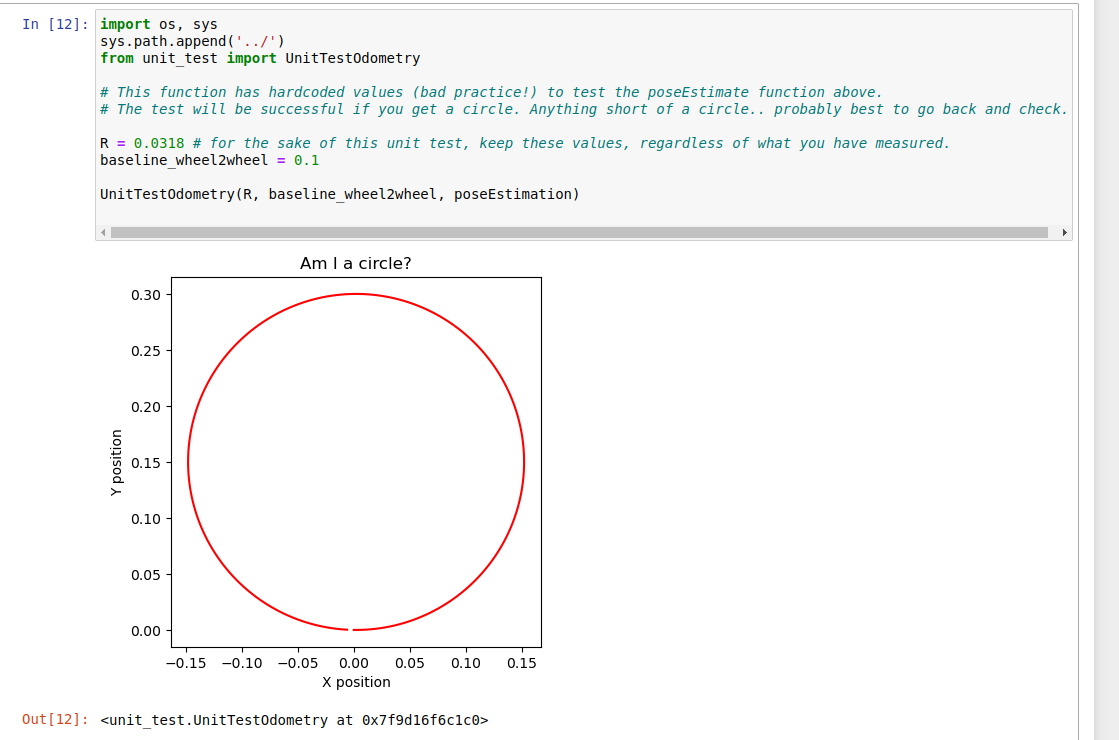 In [12]:
import os, sys
sys.path.append('../')
from unit_test import UnitTestOdometry
# This function has hardcoded values (bad practice!) to test the poseEstimate function above.
# The test will be successful if you get a circle. Anything short of a circle.. probably best to go back and check.
R = 0.0318 # for the sake of this unit test, keep these values, regardless of what you have measured.
baseline_wheel2wheel = 0.1
UnitTestOdometry(R, baseline_wheel2wheel, poseEstimation)
Am I a circle?
0.30
0.25
0.20
0.15
0.10
0.05
0.00
Y position
−0.15 −0.10 −0.05 0.00 0.05 0.10 0.15
X position
Out[12]: <unit_test.UnitTestOdometry at 0x7f9d16f6c1c0>